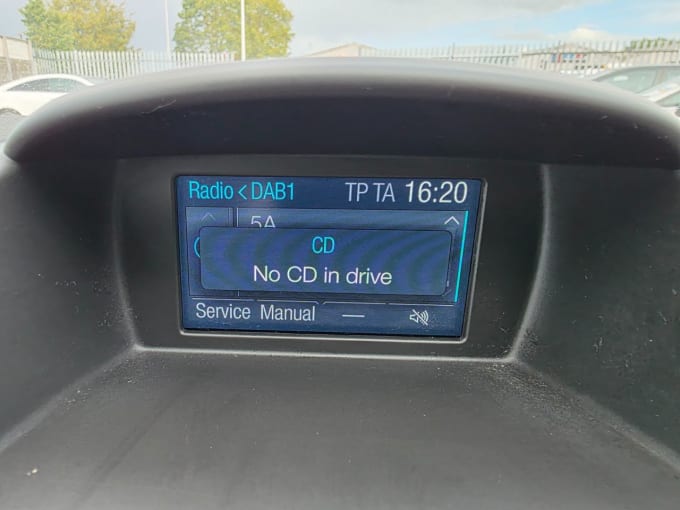 Radio < DAB1 TP TA 16:20
5A
CD
No CD in drive
Service Manual —